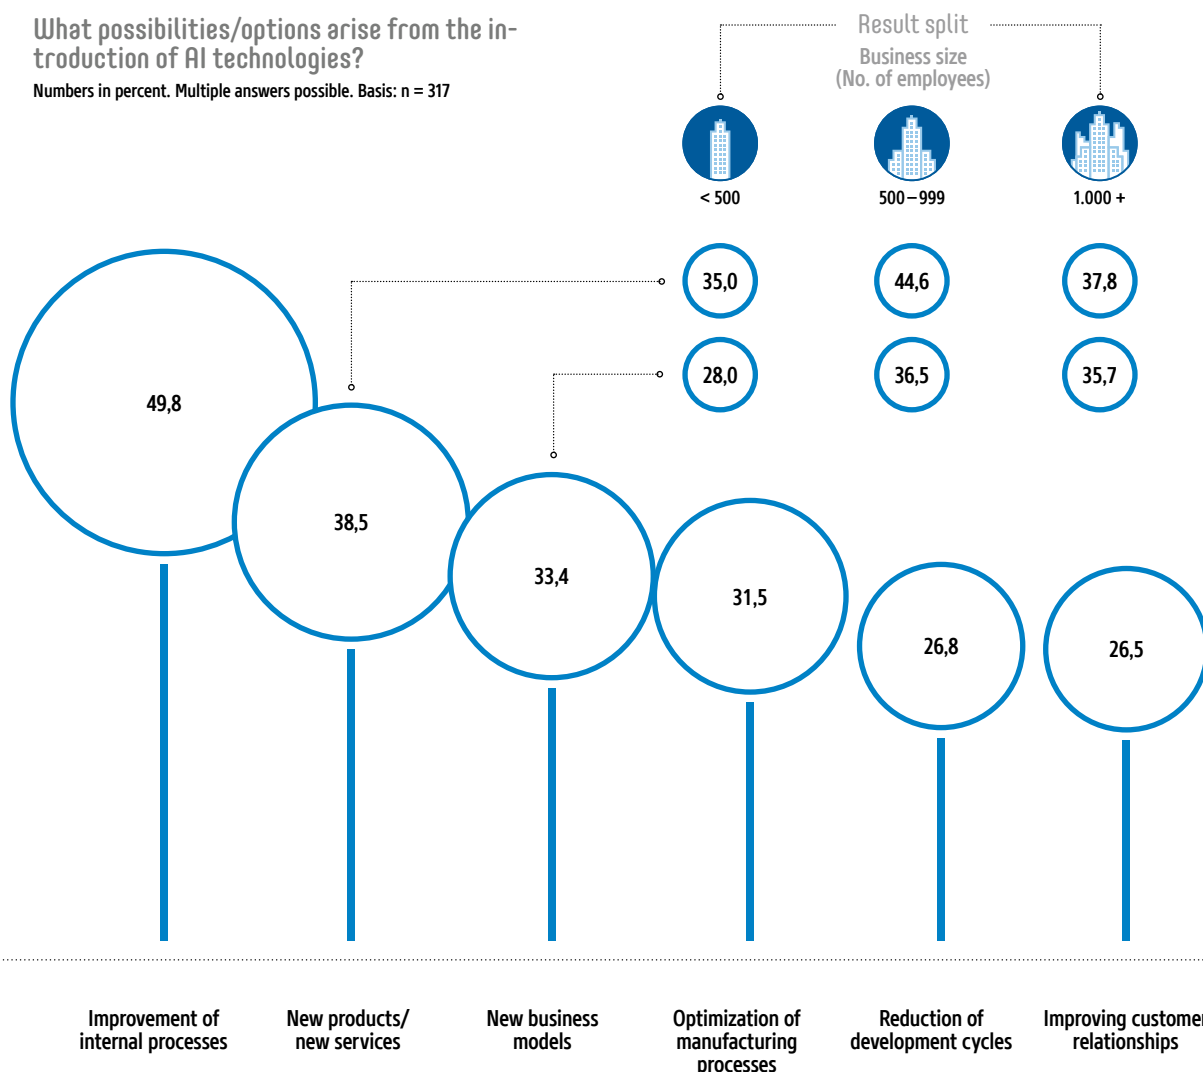 What possibilities/options arise from the in-
troduction of AI technologies?
Numbers in percent. Multiple answers possible. Basis: n = 317
Result split
Business size
(No. of employees)
< 500
500–999
1.000 +
35,0
44,6
37,8
28,0
36,5
35,7
49,8
38,5
33,4
31,5
26,8
26,5
Improvement of
internal processes
New products/
new services
New business
models
Optimization of
manufacturing
processes
Reduction of
development cycles
Improving customer
relationships